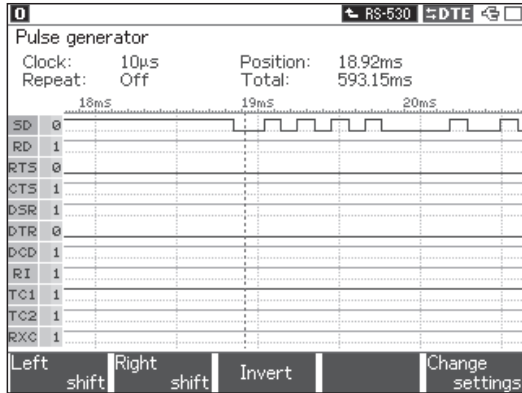 0 RS-530 DTE
Pulse generator
Clock: 10µs Position: 18.92ms
Repeat: Off Total: 593.15ms
18ms 19ms 20ms
SD 0
RD 1
RTS 0
CTS 1
DSR 1
DTR 0
DCD 1
RI 1
TC1 1
TC2 1
RXC 1
Left shift Right shift Invert Change settings